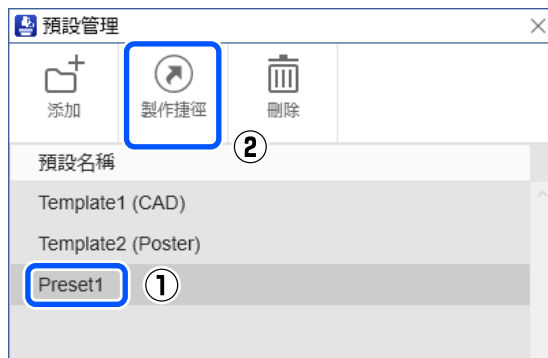 預設管理
添加
製作捷徑
刪除
②
預設名稱
Template1 (CAD)
Template2 (Poster)
Preset1
①